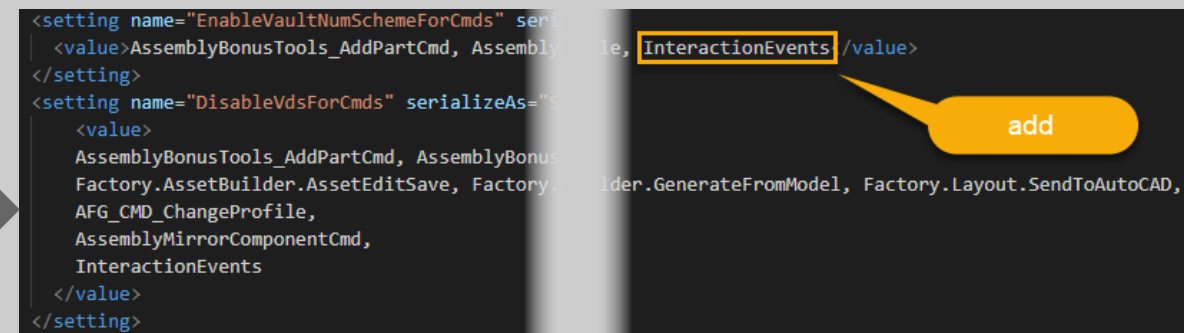 <setting name="EnableVaultNumSchemeForCmds" seri
<value>AssemblyBonusTools_AddPartCmd, Assembly le, InteractionEvents</value>
</setting>
<setting name="DisableVdsForCmds" serializeAs="S
<value>
AssemblyBonusTools_AddPartCmd, AssemblyBonus
Factory.AssetBuilder.AssetEditSave, Factory. lder.GenerateFromModel, Factory.Layout.SendToAutoCAD,
AFG_CMD_ChangeProfile,
AssemblyMirrorComponentCmd,
InteractionEvents
</value>
</setting>
add